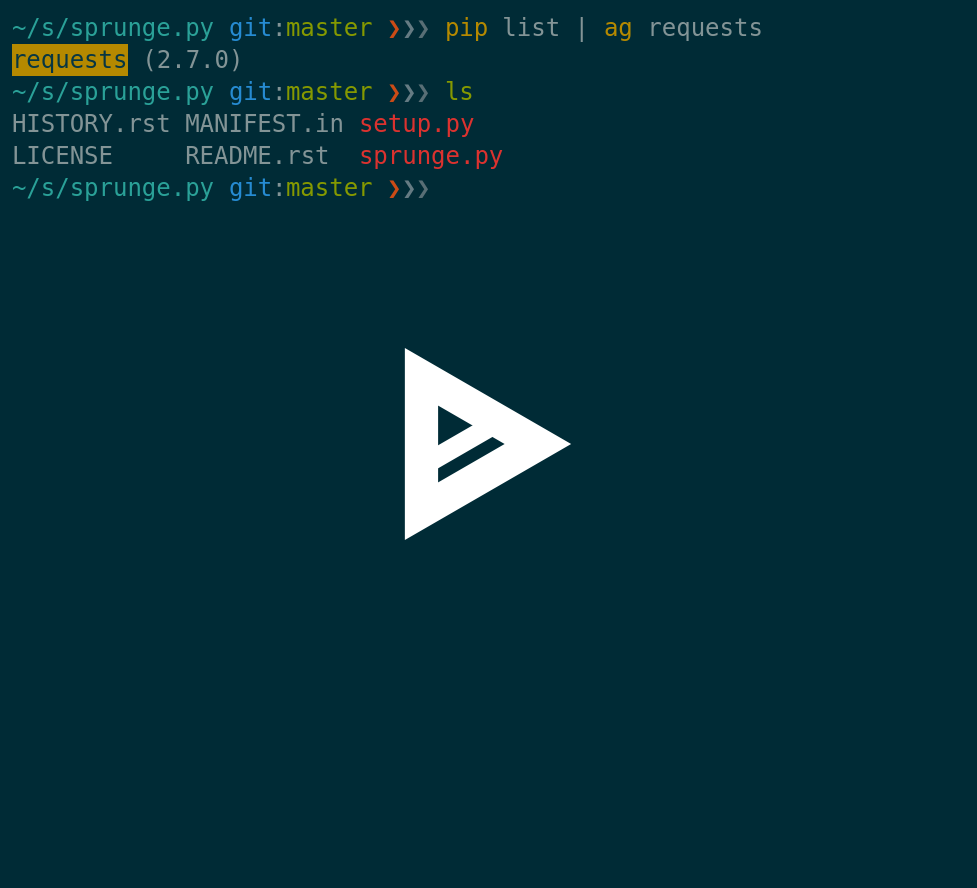 ~/s/sprunge.py git:master ❯❯❯ pip list | ag requests
requests (2.7.0)
~/s/sprunge.py git:master ❯❯❯ ls
HISTORY.rst MANIFEST.in setup.py
LICENSE     README.rst  sprunge.py
~/s/sprunge.py git:master ❯❯❯